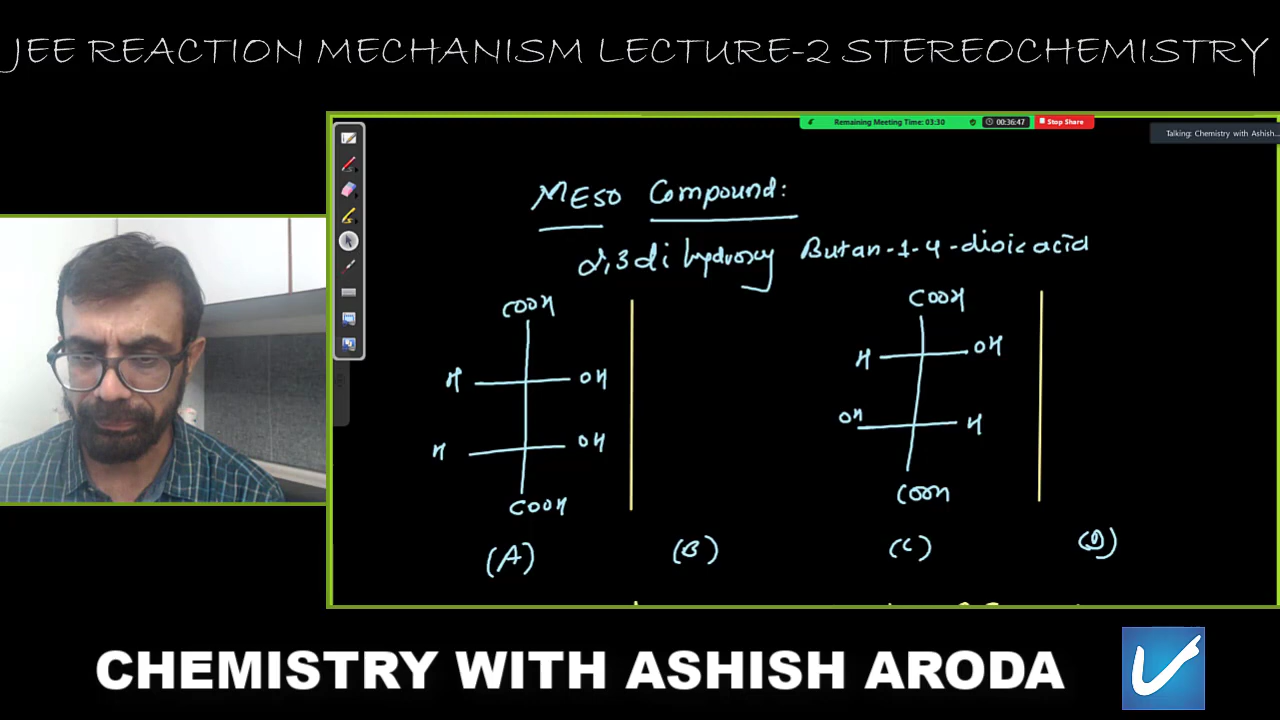 JEE REACTION MECHANISM LECTURE-2 STEREOCHEMISTRY
Remaining Meeting Time: 03:30 00:36:47 Stop Share
Talking: Chemistry with Ashish...
MESO Compound:
2,3 di hydroxy Butan-1-4-dioic acid
COOH COOH
H OH H OH
H OH OH H
COOH COOH
(A) (B) (C) (D)
CHEMISTRY WITH ASHISH ARODA